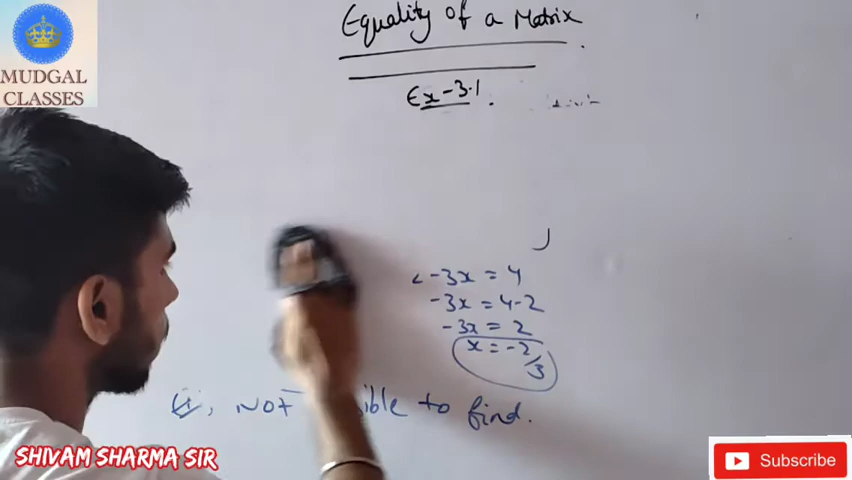 Equality of a Matrix
MUDGAL
CLASSES
Ex-3.1
2-3x = 4
-3x = 4-2
-3x = 2
x = -2/3
Not ible to find.
SHIVAM SHARMA SIR
Subscribe